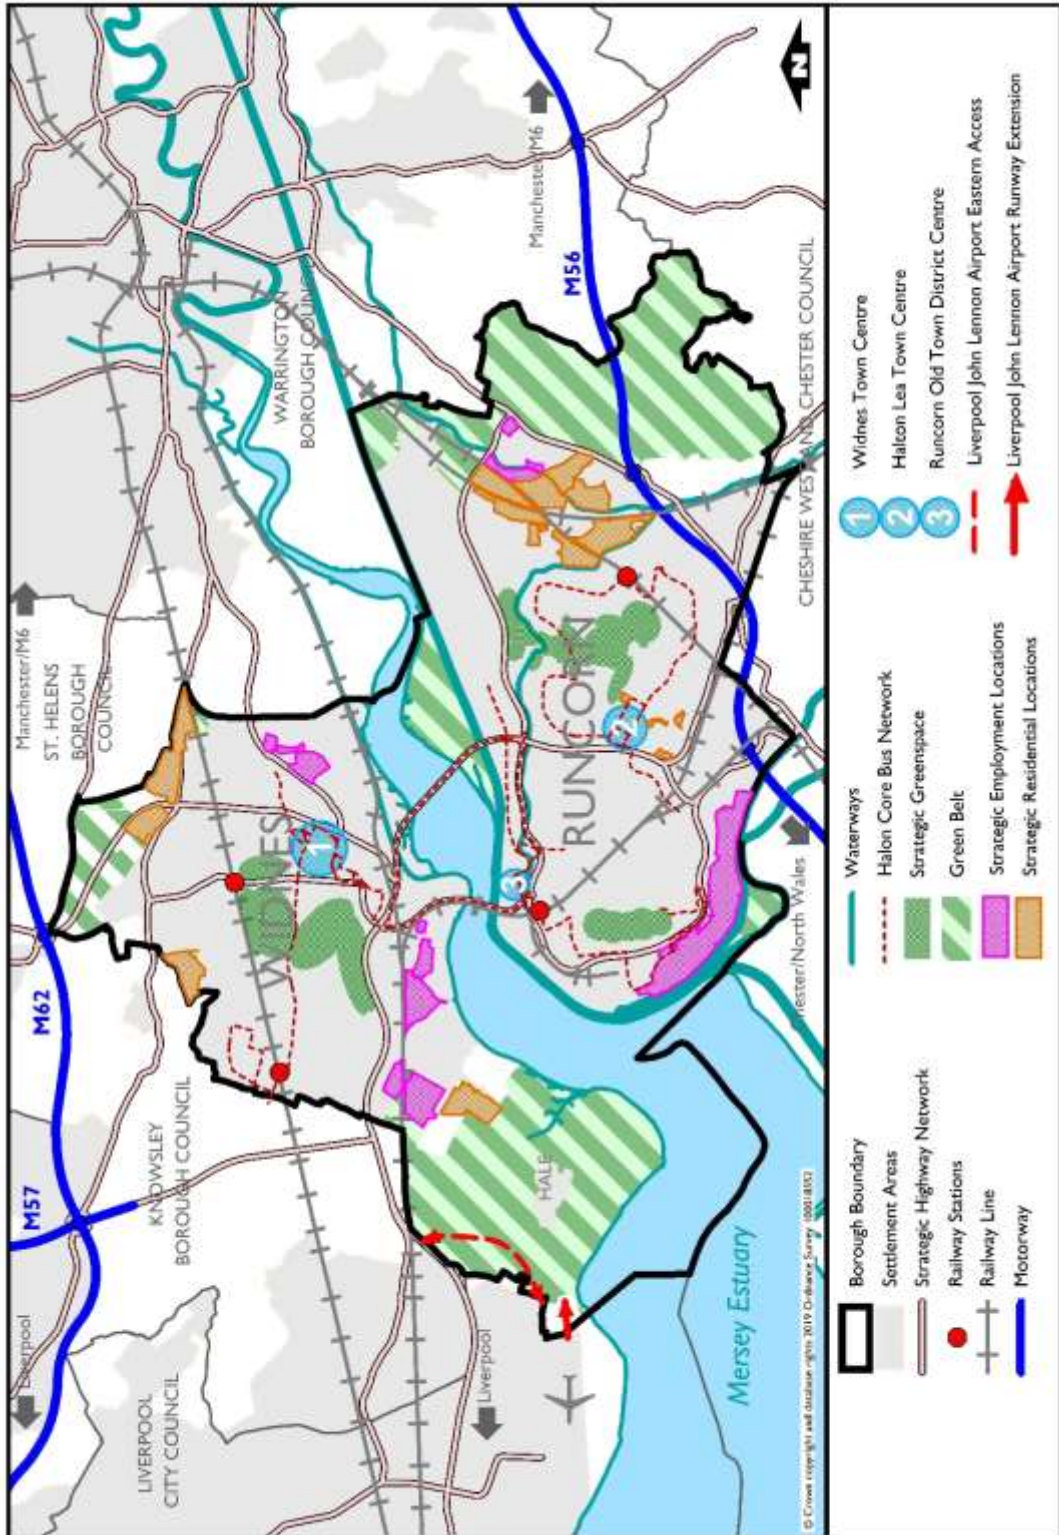 M57
M62
Manchester/M6
Liverpool
ST. HELENS
BOROUGH
COUNCIL
KNOWSLEY
BOROUGH COUNCIL
LIVERPOOL
CITY COUNCIL
WARRINGTON
BOROUGH COUNCIL
WIDNES
1
Liverpool
HALE
3
RUNCORN
2
Manchester/M6
M56
Mersey Estuary
Chester/North Wales
CHESHIRE WEST AND CHESTER COUNCIL
N
© Crown copyright and database rights 2019 Ordnance Survey 100018552
Borough Boundary
Settlement Areas
Strategic Highway Network
Railway Stations
Railway Line
Motorway
Waterways
Halon Core Bus Network
Strategic Greenspace
Green Belt
Strategic Employment Locations
Strategic Residential Locations
1 Widnes Town Centre
2 Halton Lea Town Centre
3 Runcorn Old Town District Centre
Liverpool John Lennon Airport Eastern Access
Liverpool John Lennon Airport Runway Extension